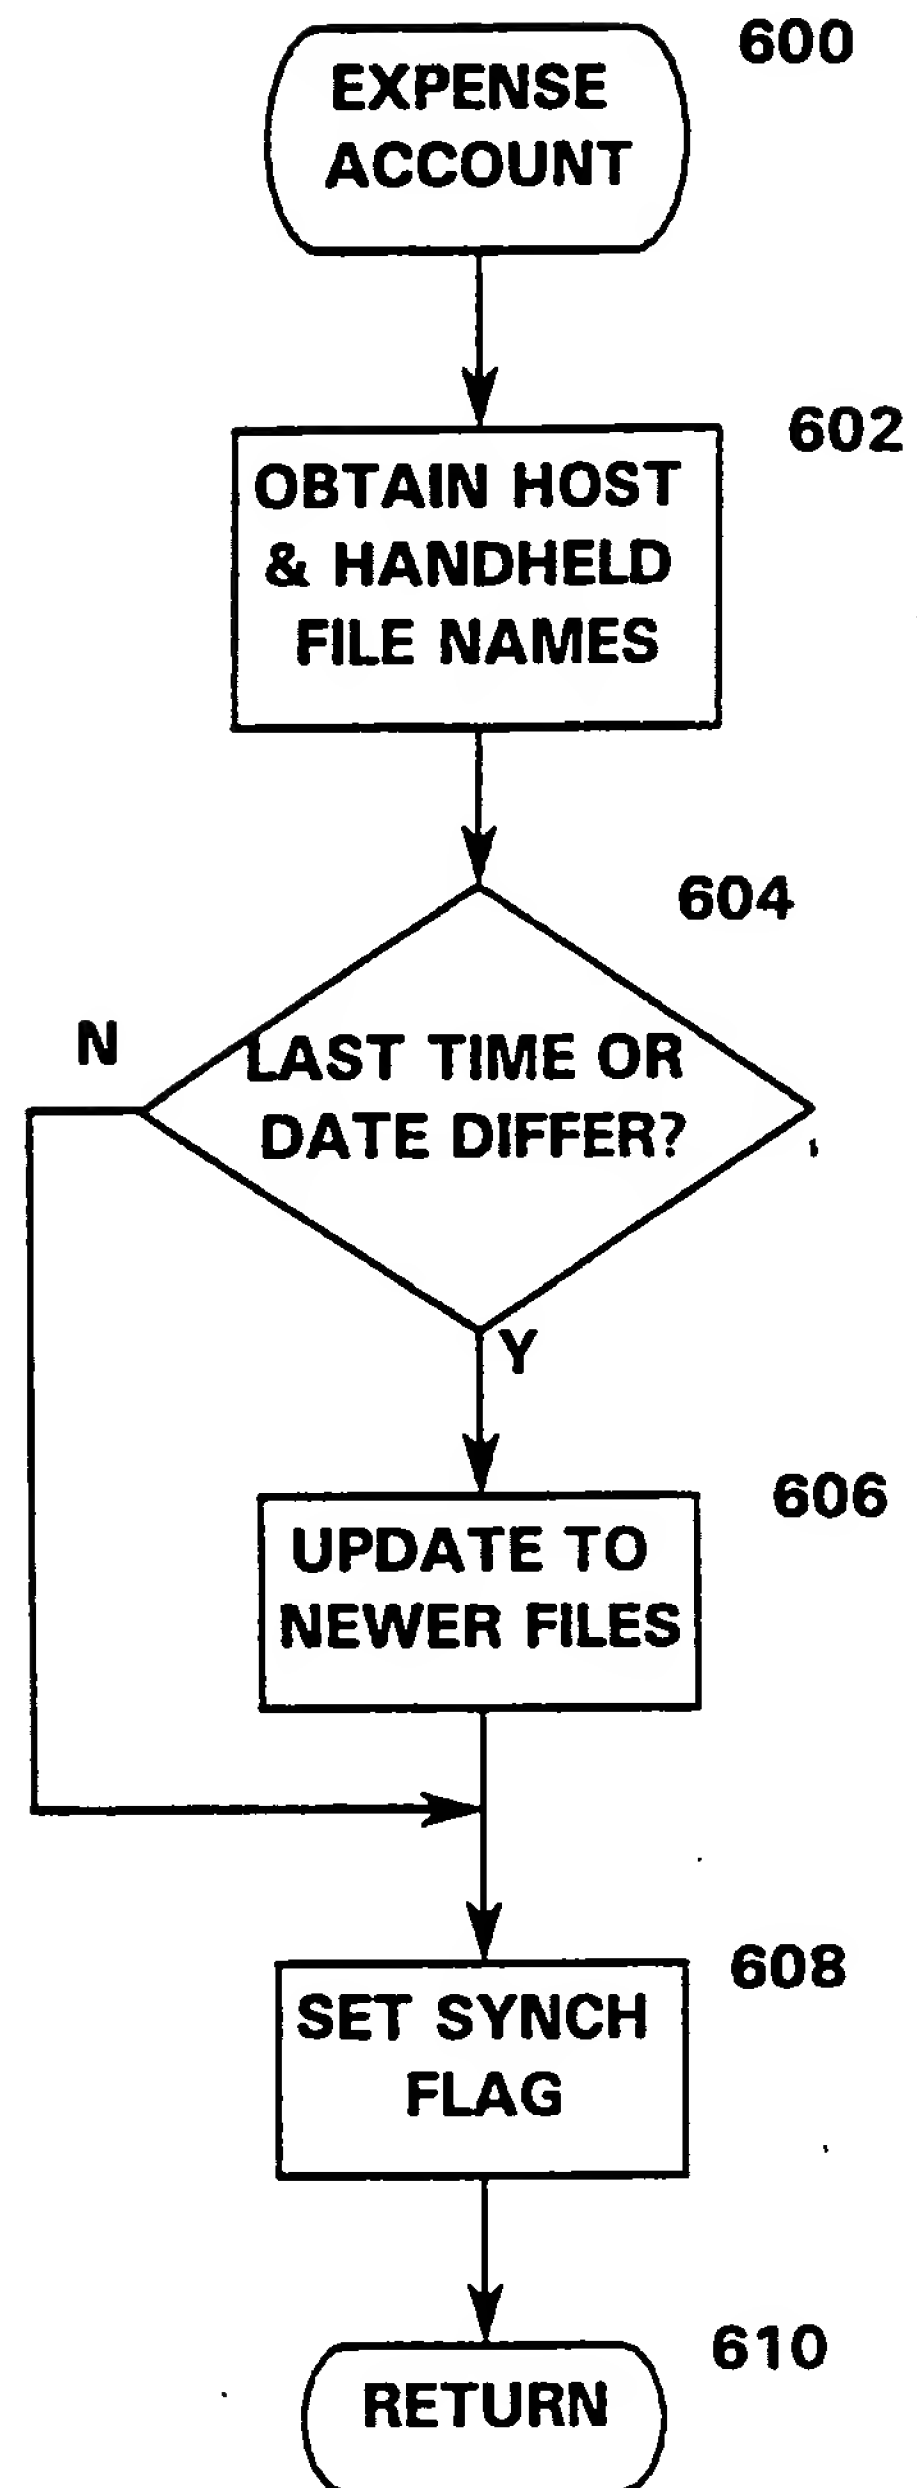 600
EXPENSE
ACCOUNT
602
OBTAIN HOST
& HANDHELD
FILE NAMES
604
N
LAST TIME OR
DATE DIFFER?
Y
606
UPDATE TO
NEWER FILES
608
SET SYNCH
FLAG
610
RETURN